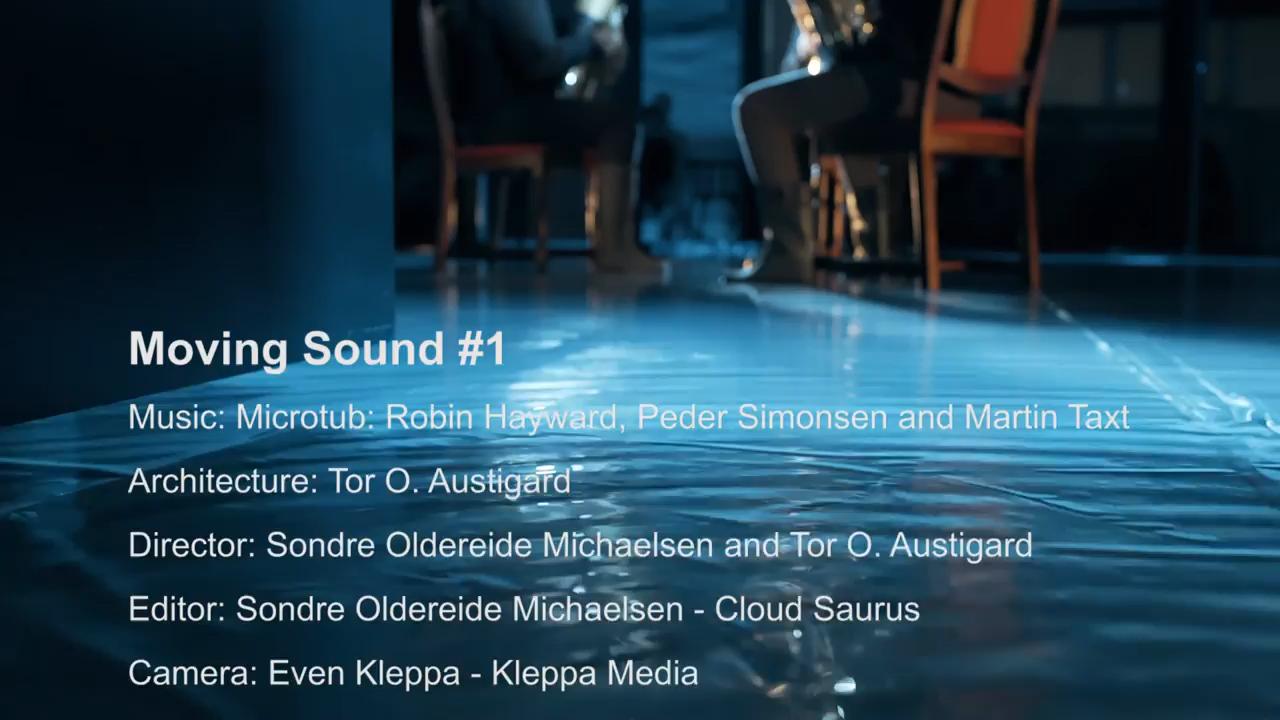 Moving Sound #1
Music: Microtub: Robin Hayward, Peder Simonsen and Martin Taxt
Architecture: Tor O. Austigard
Director: Sondre Oldereide Michaelsen and Tor O. Austigard
Editor: Sondre Oldereide Michaelsen - Cloud Saurus
Camera: Even Kleppa - Kleppa Media